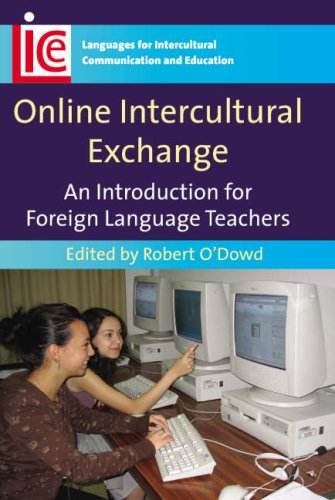 LICE
Languages for Intercultural
Communication and Education
Online Intercultural
Exchange
An Introduction for
Foreign Language Teachers
Edited by Robert O'Dowd